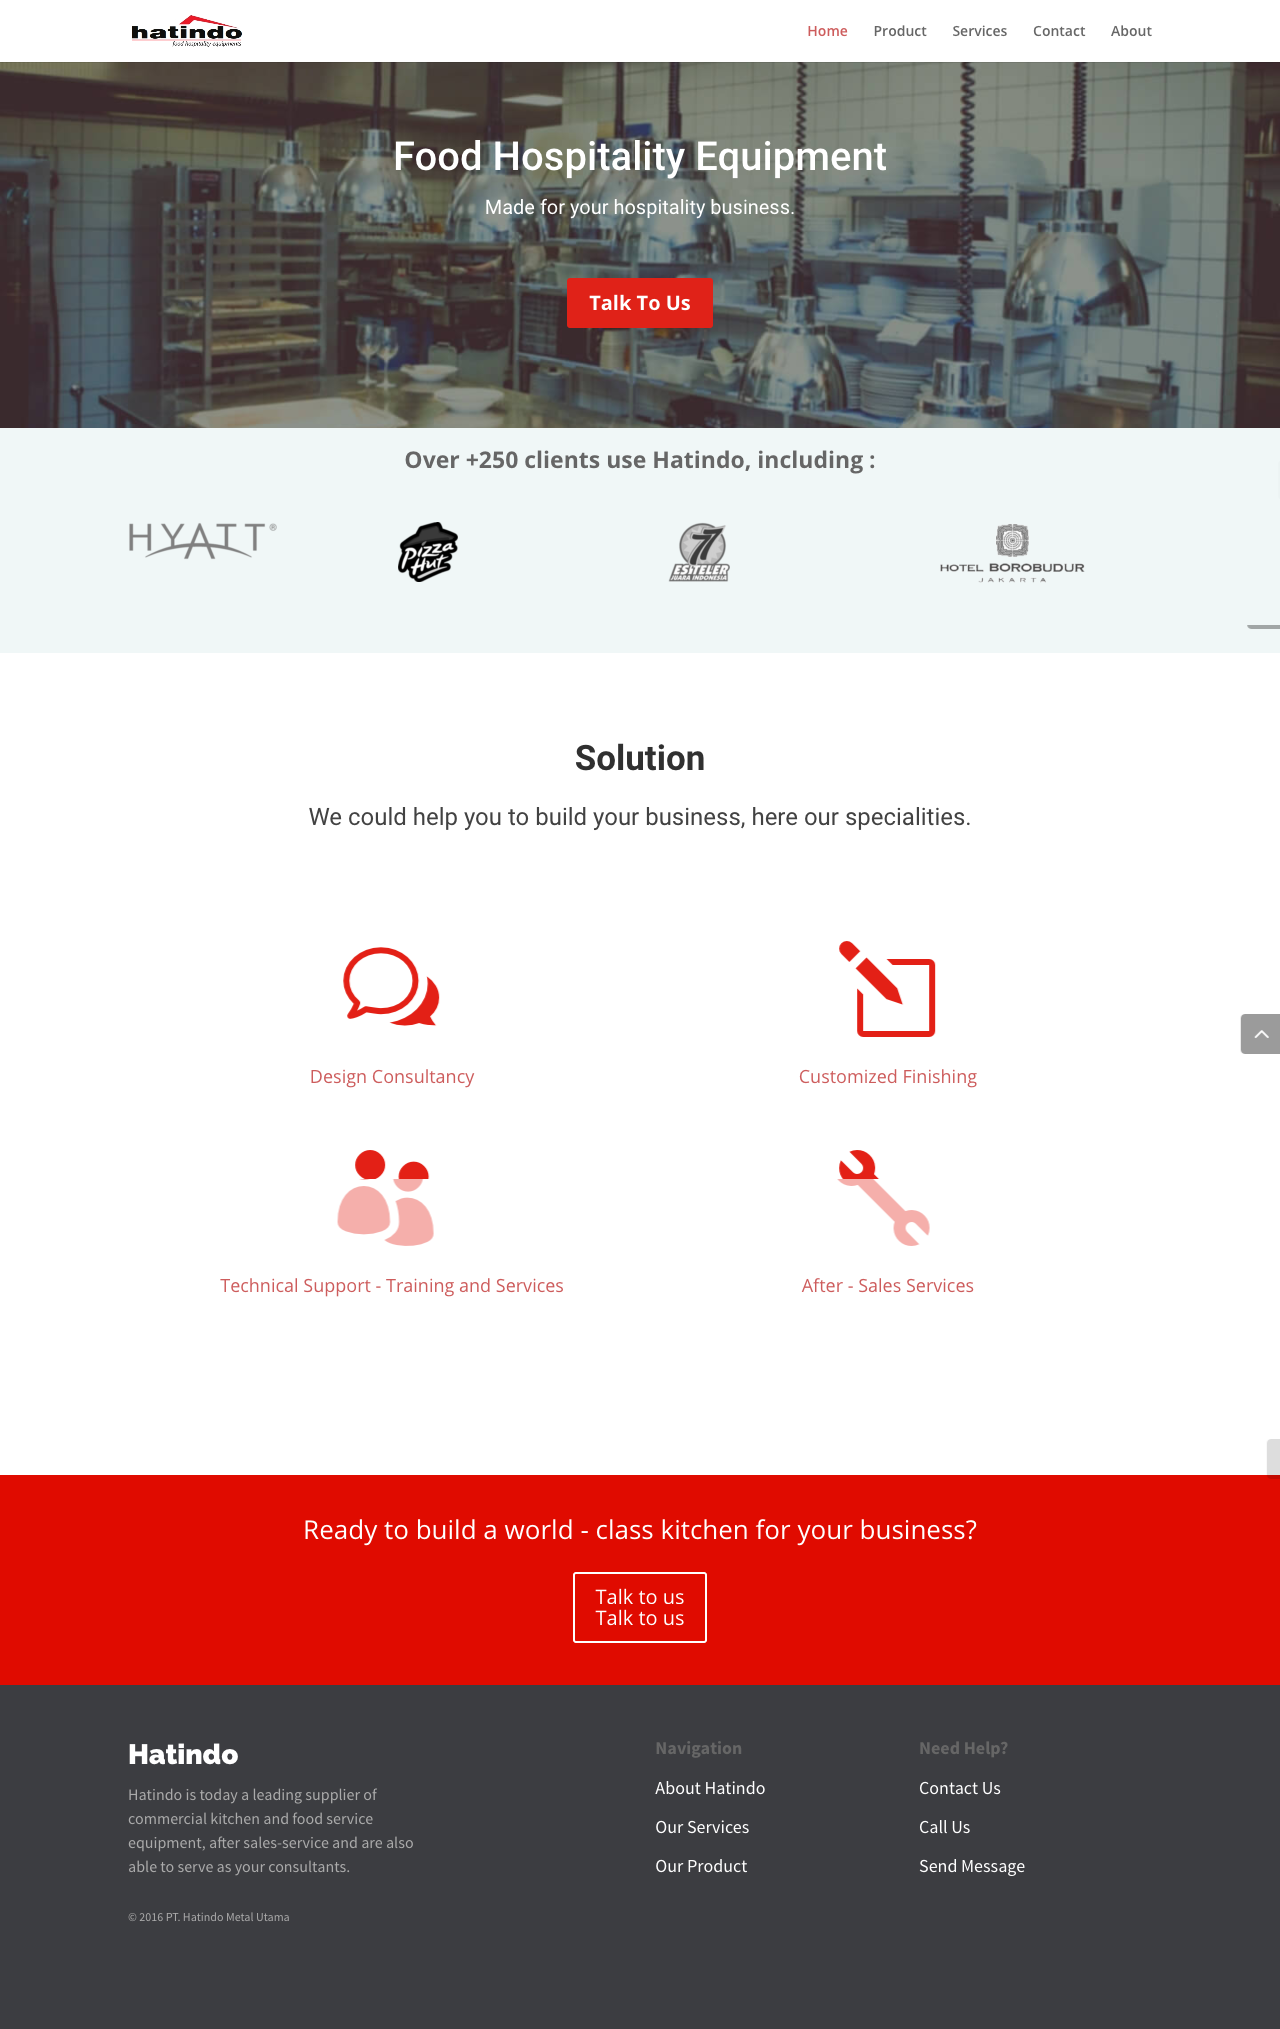 hatindo
food hospitality equipments
Home Product Services Contact About
Food Hospitality Equipment
Made for your hospitality business.
Talk To Us
Over +250 clients use Hatindo, including :
HYATT®
Pizza
Hut
77
ESTELER
JUARA INDONESIA
HOTEL BOROBUDUR
JAKARTA
Solution
We could help you to build your business, here our specialities.
Design Consultancy
Customized Finishing
Technical Support - Training and Services
After - Sales Services
Ready to build a world - class kitchen for your business?
Talk to us
Talk to us
Hatindo
Hatindo is today a leading supplier of
commercial kitchen and food service
equipment, after sales-service and are also
able to serve as your consultants.
© 2016 PT. Hatindo Metal Utama
Navigation
About Hatindo
Our Services
Our Product
Need Help?
Contact Us
Call Us
Send Message